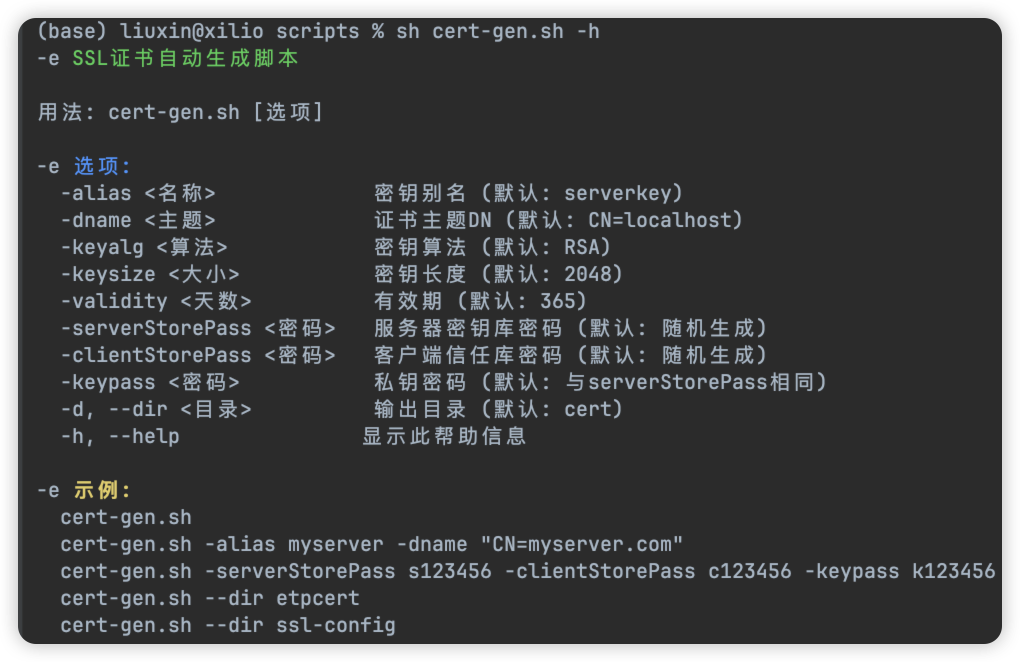 (base) liuxin@xilio scripts % sh cert-gen.sh -h
-e SSL证书自动生成脚本
用法: cert-gen.sh [选项]
-e 选项:
-alias <名称> 密钥别名 (默认: serverkey)
-dname <主题> 证书主题DN (默认: CN=localhost)
-keyalg <算法> 密钥算法 (默认: RSA)
-keysize <大小> 密钥长度 (默认: 2048)
-validity <天数> 有效期 (默认: 365)
-serverStorePass <密码> 服务器密钥库密码 (默认: 随机生成)
-clientStorePass <密码> 客户端信任库密码 (默认: 随机生成)
-keypass <密码> 私钥密码 (默认: 与serverStorePass相同)
-d, --dir <目录> 输出目录 (默认: cert)
-h, --help 显示此帮助信息
-e 示例:
cert-gen.sh
cert-gen.sh -alias myserver -dname "CN=myserver.com"
cert-gen.sh -serverStorePass s123456 -clientStorePass c123456 -keypass k123456
cert-gen.sh --dir etpcert
cert-gen.sh --dir ssl-config